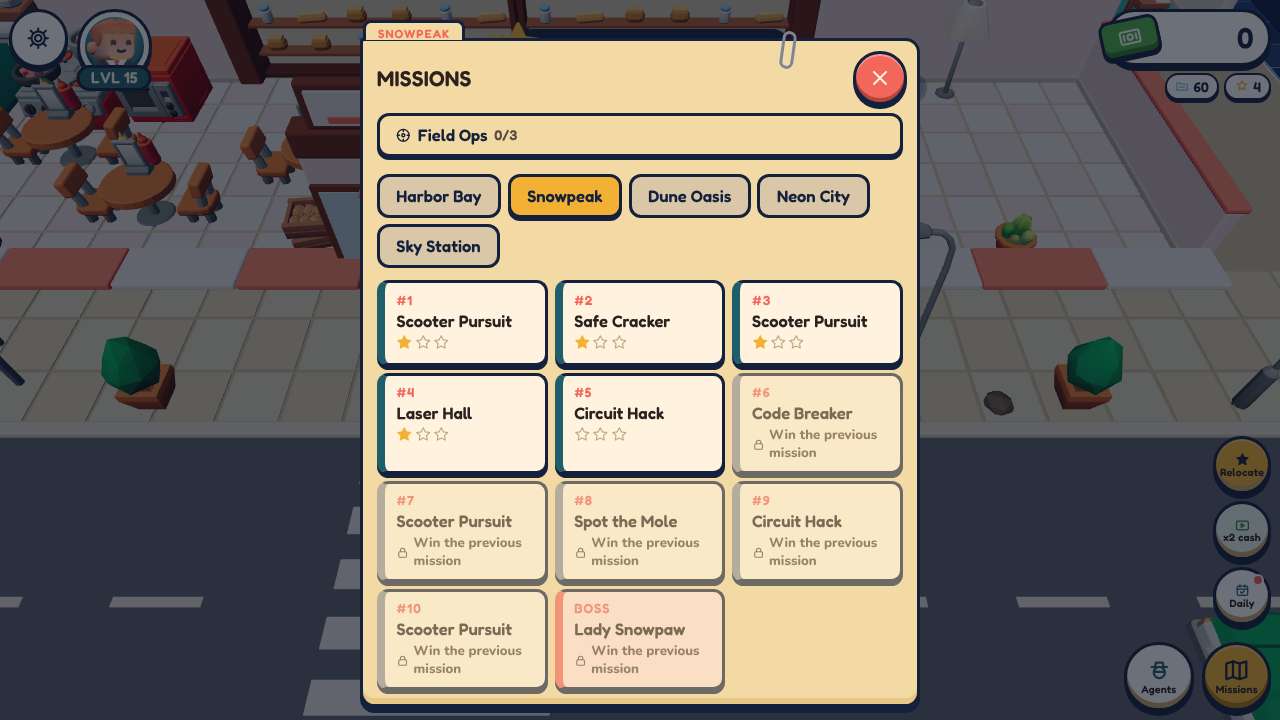 SNOWPEAK
MISSIONS
LVL 15
0
60
4
Field Ops 0/3
Harbor Bay
Snowpeak
Dune Oasis
Neon City
Sky Station
#1
Scooter Pursuit
#2
Safe Cracker
#3
Scooter Pursuit
#4
Laser Hall
#5
Circuit Hack
#6
Code Breaker
Win the previous
mission
#7
Scooter Pursuit
Win the previous
mission
#8
Spot the Mole
Win the previous
mission
#9
Circuit Hack
Win the previous
mission
#10
Scooter Pursuit
Win the previous
mission
BOSS
Lady Snowpaw
Win the previous
mission
Relocate
x2 cash
Daily
Agents
Missions